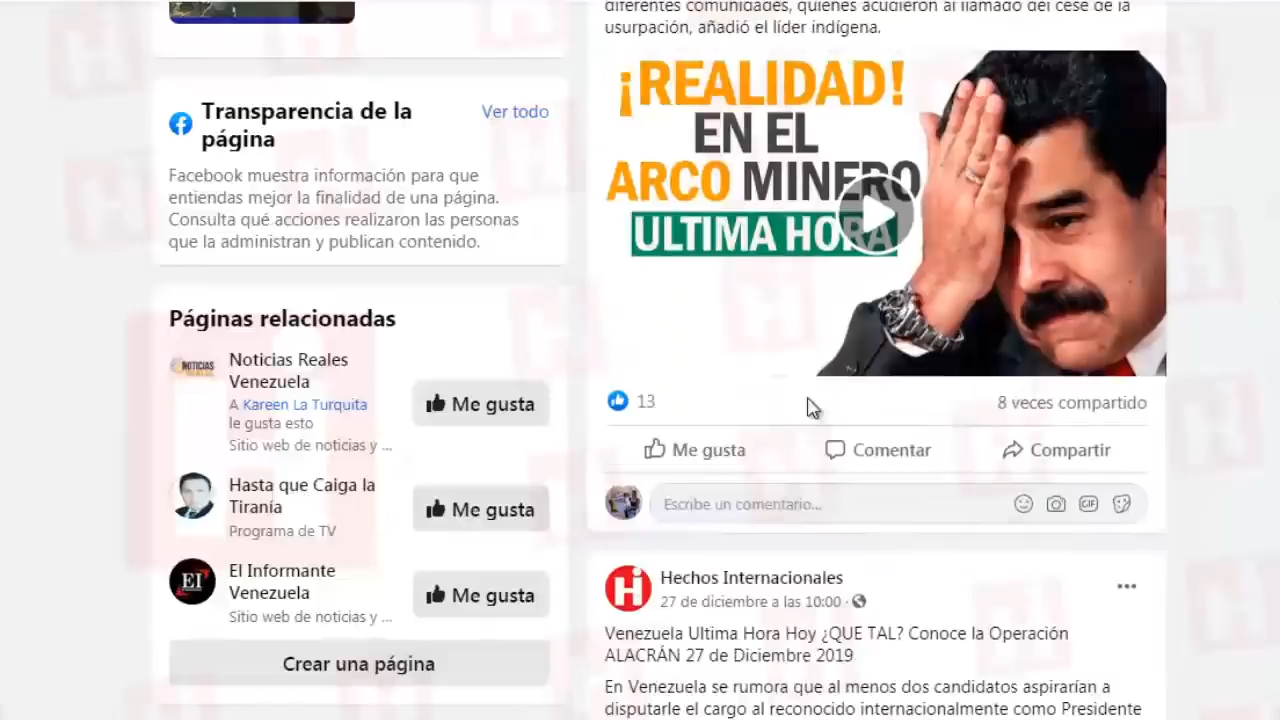 Transparencia de la
página
Ver todo
Facebook muestra información para que
entiendas mejor la finalidad de una página.
Consulta qué acciones realizaron las personas
que la administran y publican contenido.
Páginas relacionadas
NOTICIAS
REALES
Noticias Reales
Venezuela
A Kareen La Turquita
le gusta esto
Sitio web de noticias y ...
Me gusta
Hasta que Caiga la
Tiranía
Programa de TV
Me gusta
EI
El Informante
Venezuela
Sitio web de noticias y ...
Me gusta
Crear una página
diferentes comunidades, quienes acudieron al llamado del cese de la
usurpación, añadió el líder indígena.
¡REALIDAD!
EN EL
ARCO MINERO
ULTIMA HORA
13
8 veces compartido
Me gusta
Comentar
Compartir
Escribe un comentario...
GIF
Hi
Hechos Internacionales
27 de diciembre a las 10:00 ·
Venezuela Ultima Hora Hoy ¿QUE TAL? Conoce la Operación
ALACRÁN 27 de Diciembre 2019
En Venezuela se rumora que al menos dos candidatos aspirarían a
disputarle el cargo al reconocido internacionalmente como Presidente